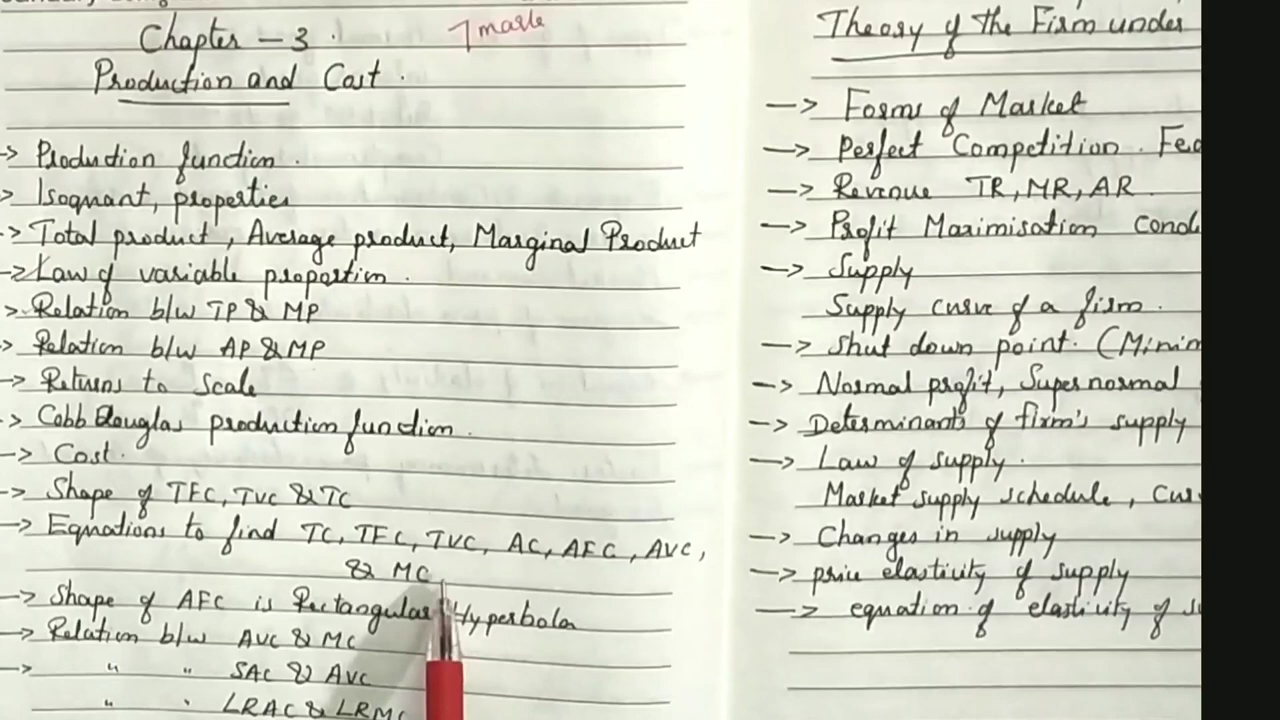 Chapter - 3.
7 mark
Production and Cost.
-> Production function.
-> Isoquant, properties
-> Total product, Average product, Marginal Product
-> Law of variable proportion.
-> Relation b/w TP & MP
-> Relation b/w AP & MP
-> Returns to Scale
-> Cobb Douglas production function.
-> Cost.
-> Shape of TFC, TVC & TC
-> Equations to find TC, TFC, TVC, AC, AFC, AVC,
& MC
-> Shape of AFC is Rectangular Hyperbola
-> Relation b/w AVC & MC
-> " " SAC & AVC
" " LRAC & LRMC
Theory of the Firm under
-> Forms of Market
-> Perfect Competition. Fea
-> Revenue TR, MR, AR
-> Profit Maximisation cond
-> Supply
Supply curve of a firm.
-> Shut down point. (Minim
-> Normal profit, Supernormal
-> Determinants of firm's supply
-> Law of supply.
Market supply schedule, cur
-> Changes in supply
-> price elasticity of supply
-> equation of elasticity of s